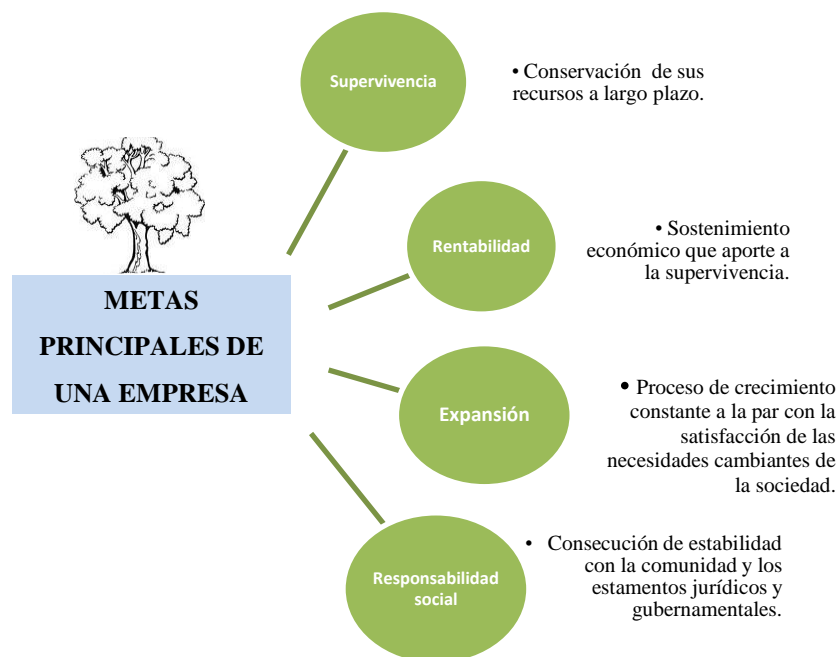 Supervivencia
• Conservación de sus
recursos a largo plazo.
Rentabilidad
• Sostenimiento
económico que aporte a
la supervivencia.
METAS
PRINCIPALES DE
UNA EMPRESA
Expansión
• Proceso de crecimiento
constante a la par con la
satisfacción de las
necesidades cambiantes de
la sociedad.
Responsabilidad
social
• Consecución de estabilidad
con la comunidad y los
estamentos jurídicos y
gubernamentales.